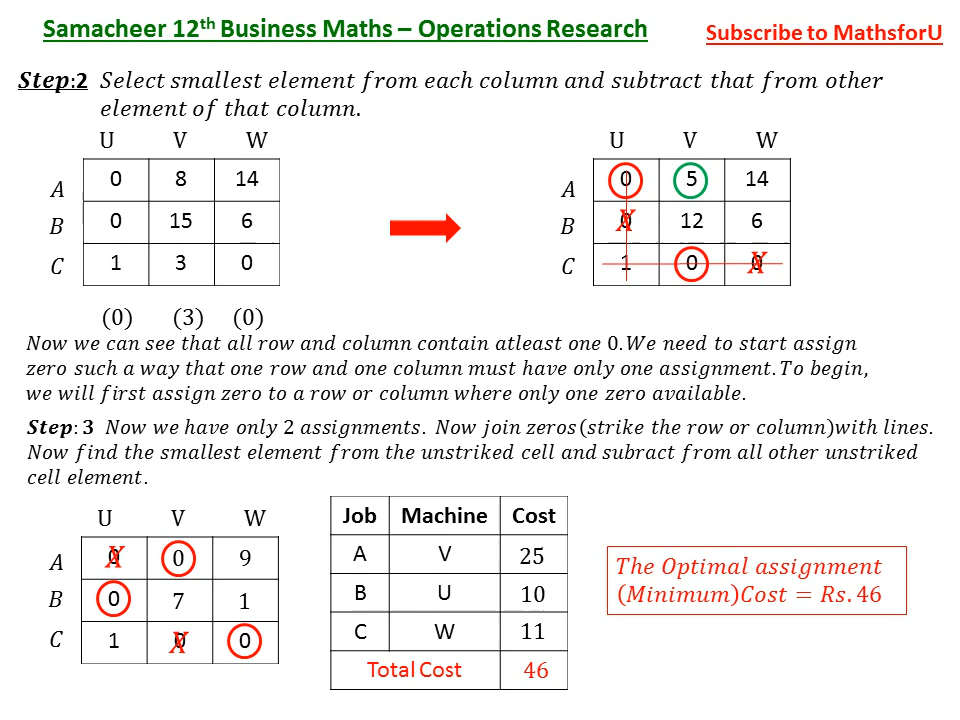 Samacheer 12th Business Maths – Operations Research
Subscribe to MathsforU
Step:2 Select smallest element from each column and subtract that from other
element of that column.
U V W
A 0 8 14
B 0 15 6
C 1 3 0
(0) (3) (0)
U V W
A 0 5 14
B 0 12 6
C 1 0 0
Now we can see that all row and column contain atleast one 0.We need to start assign
zero such a way that one row and one column must have only one assignment.To begin,
we will first assign zero to a row or column where only one zero available.
Step: 3 Now we have only 2 assignments. Now join zeros(strike the row or column)with lines.
Now find the smallest element from the unstriked cell and subract from all other unstriked
cell element.
U V W
A 0 0 9
B 0 7 1
C 1 0 0
Job Machine Cost
A V 25
B U 10
C W 11
Total Cost 46
The Optimal assignment
(Minimum)Cost = Rs. 46